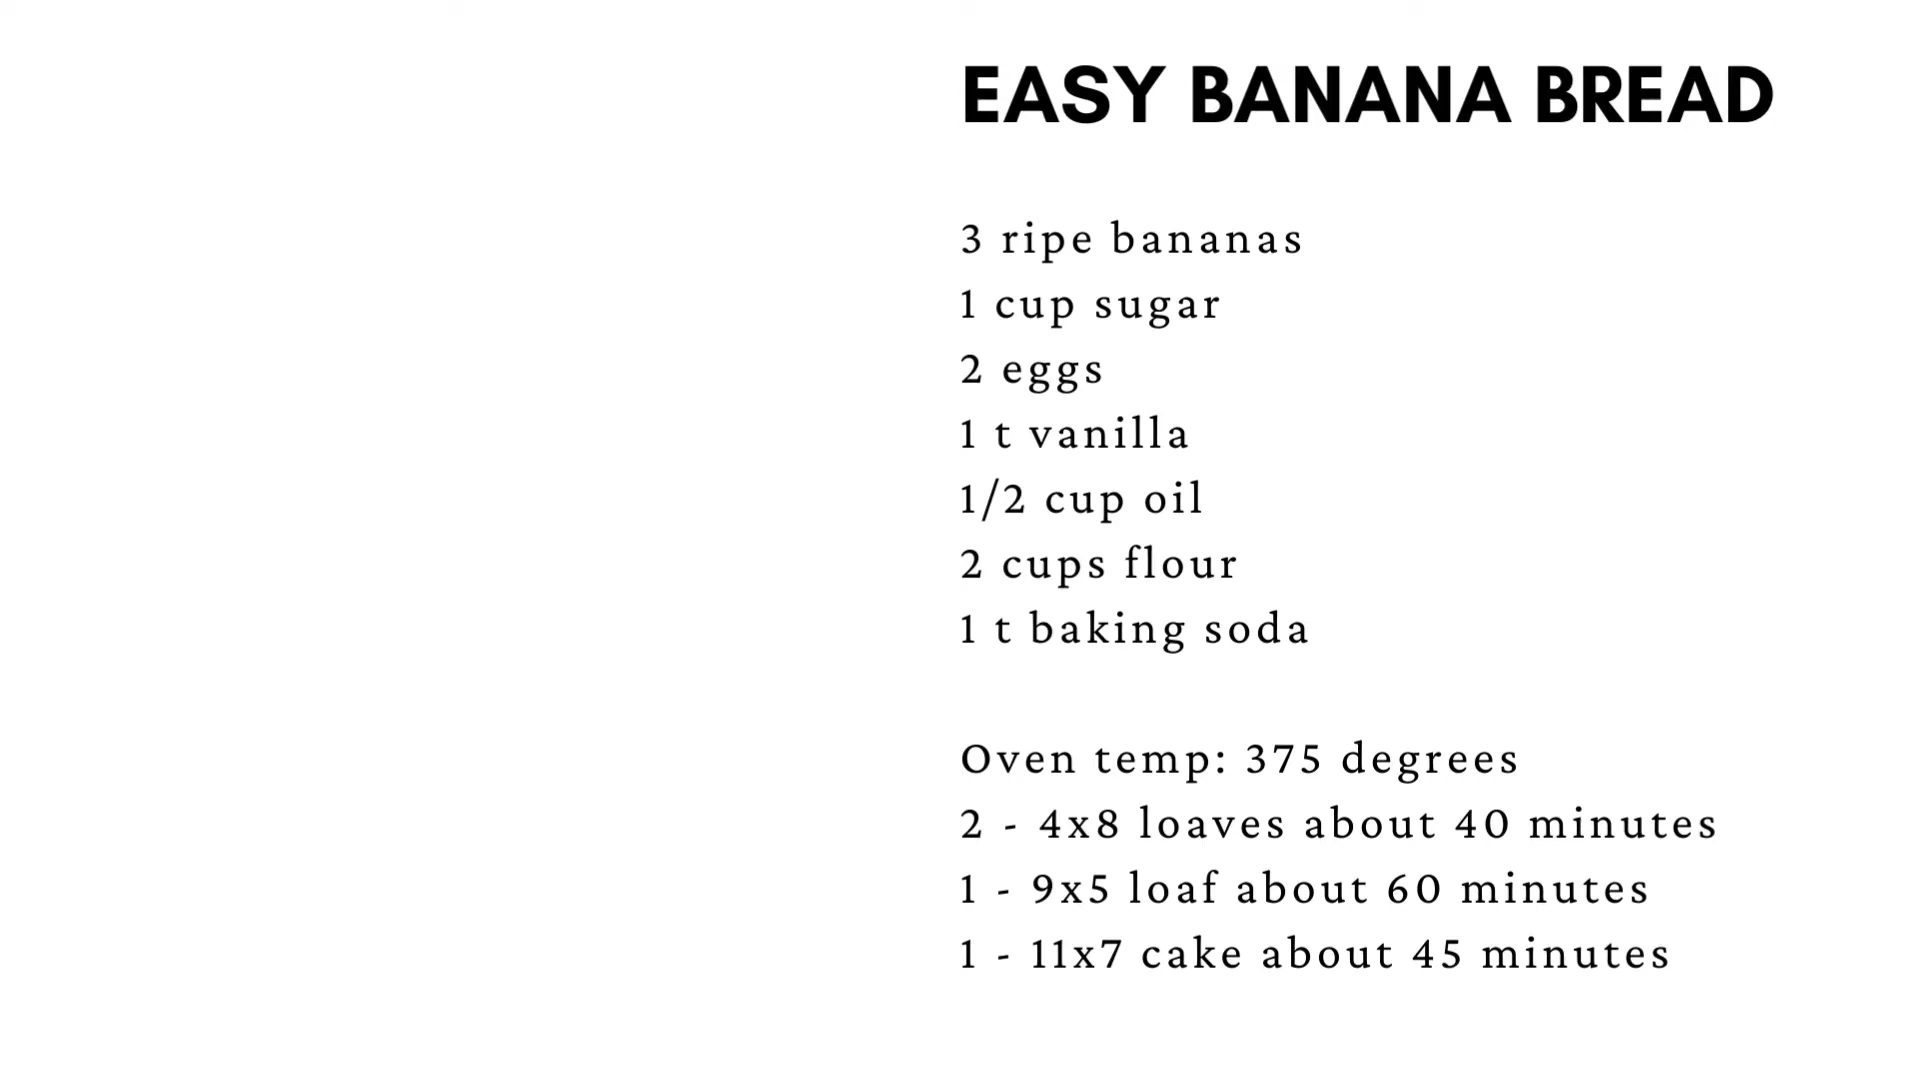 EASY BANANA BREAD
3 ripe bananas
1 cup sugar
2 eggs
1 t vanilla
1/2 cup oil
2 cups flour
1 t baking soda
Oven temp: 375 degrees
2 - 4x8 loaves about 40 minutes
1 - 9x5 loaf about 60 minutes
1 - 11x7 cake about 45 minutes